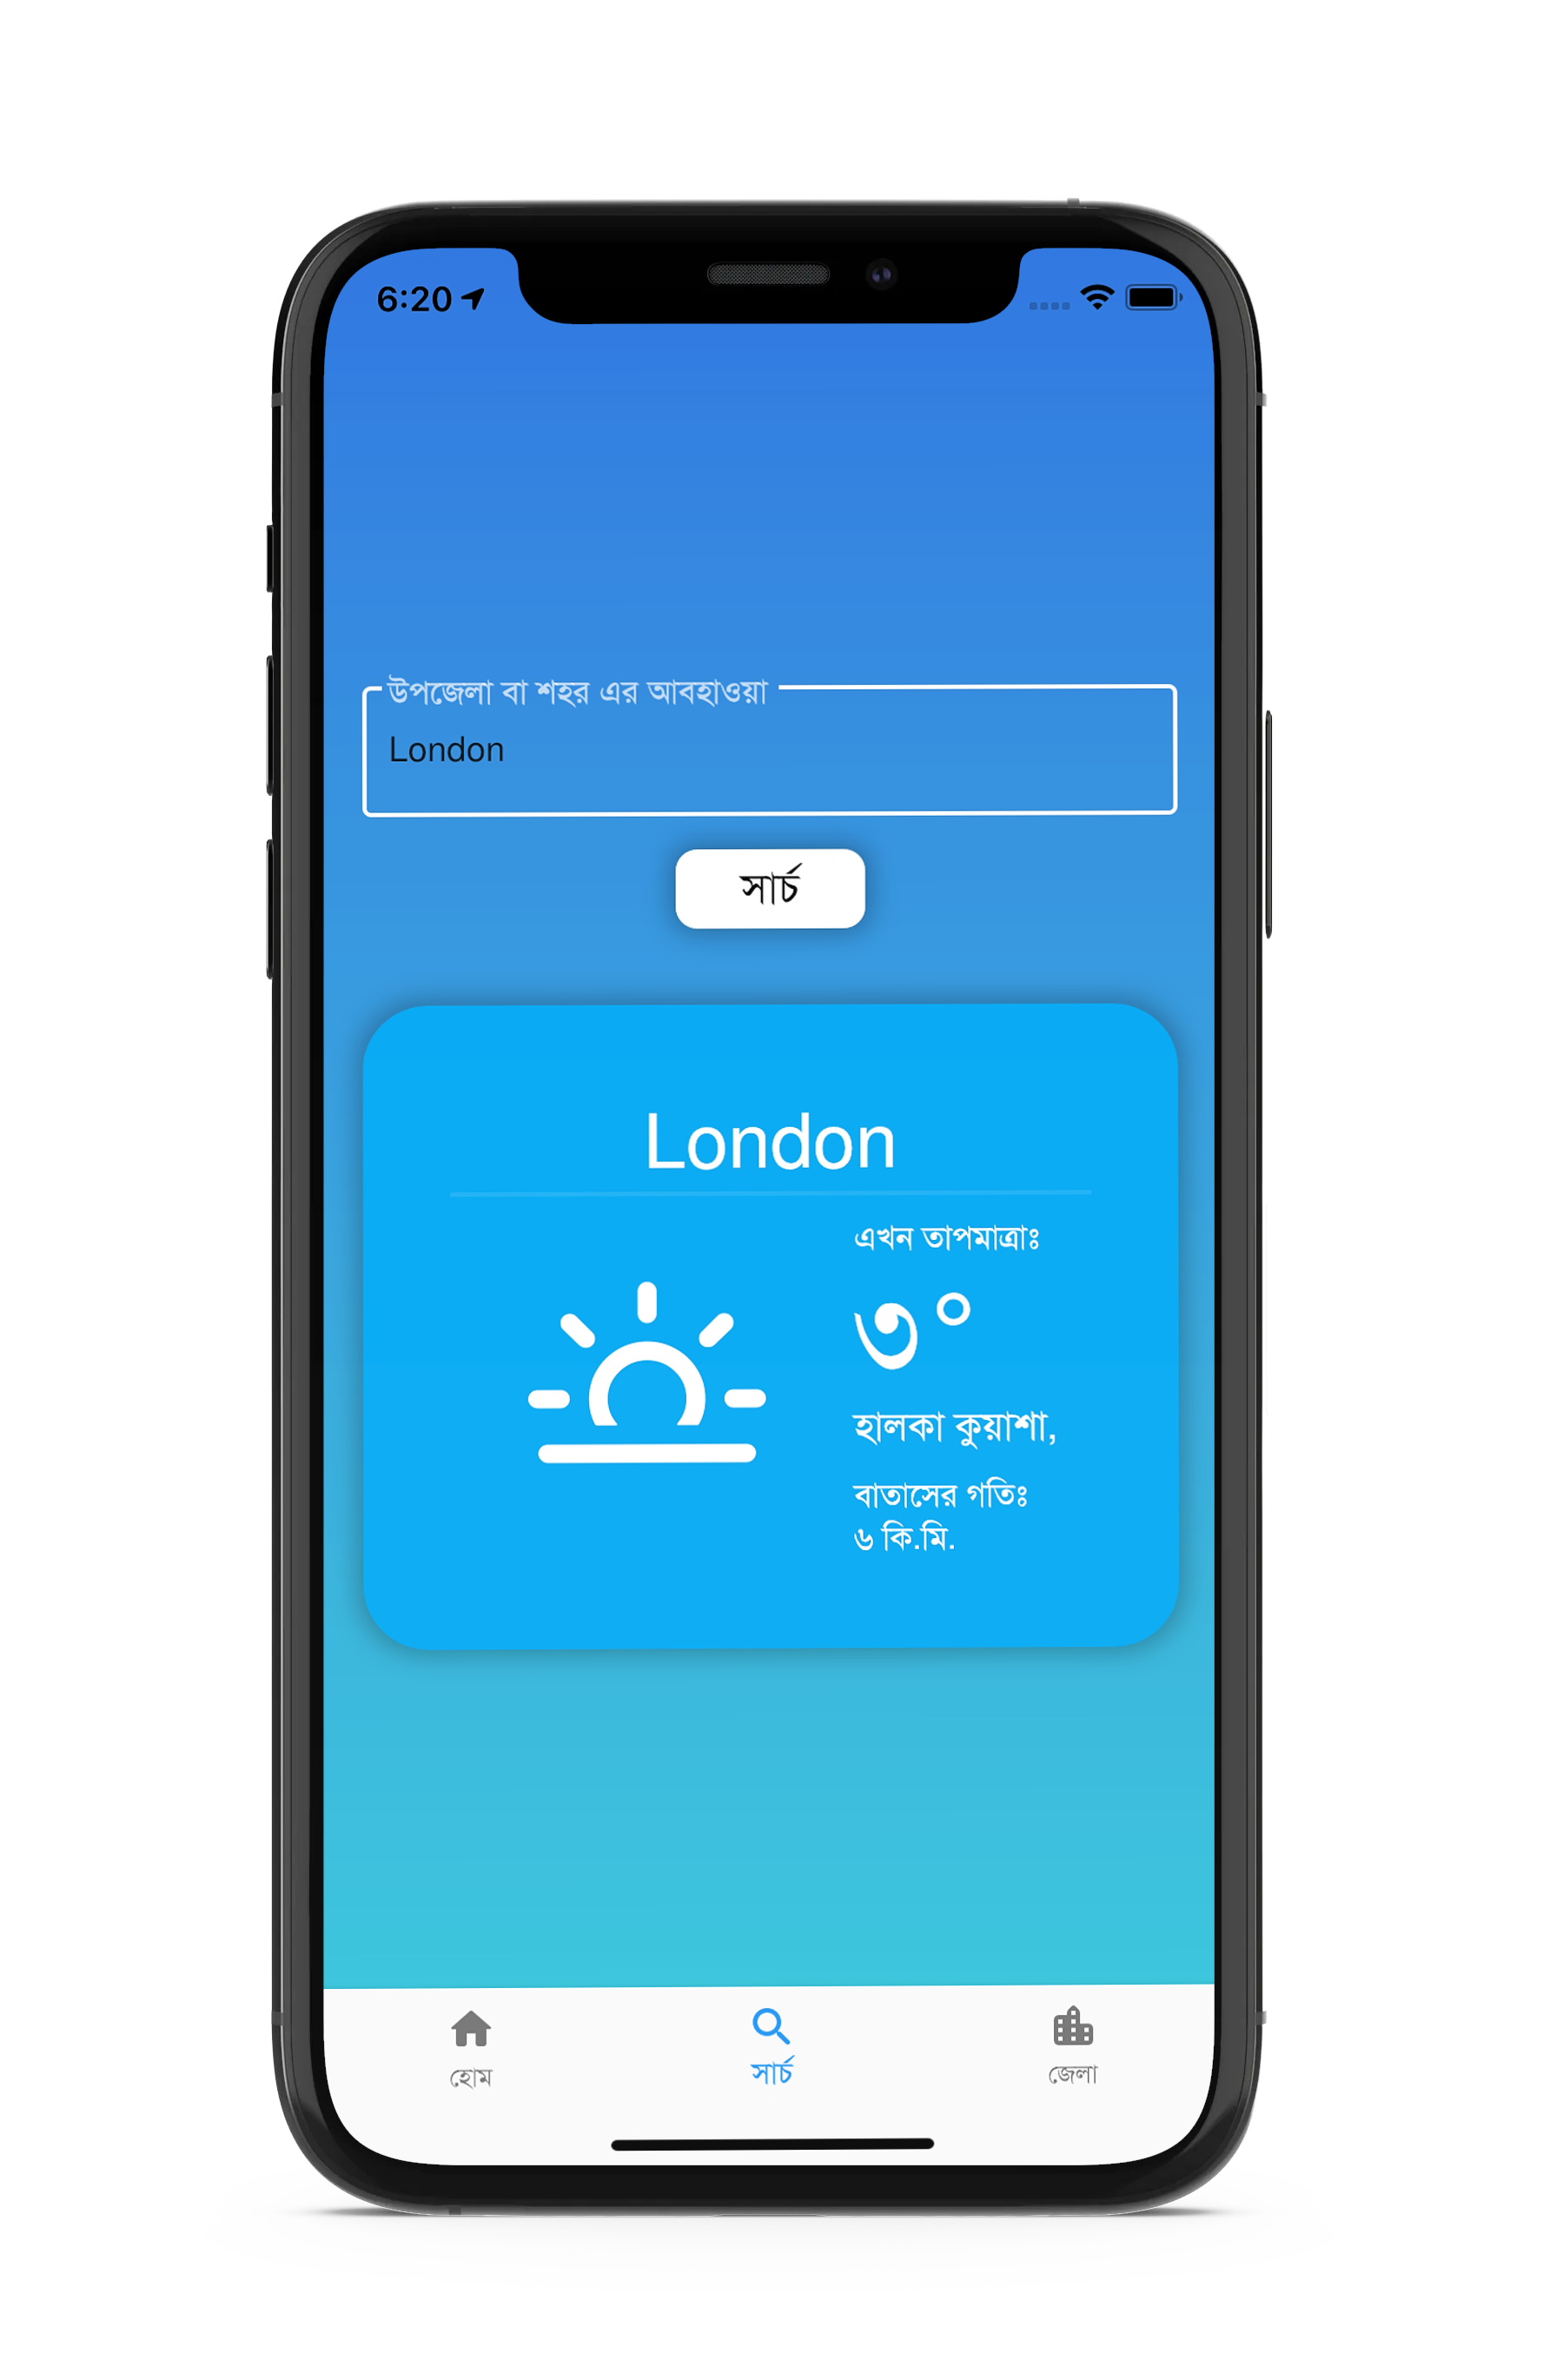 6:20
উপজেলা বা শহর এর আবহাওয়া
London
সার্চ
London
এখন তাপমাত্রাঃ
৩°
হালকা কুয়াশা,
বাতাসের গতিঃ
৬ কি.মি.
হোম
সার্চ
জেলা